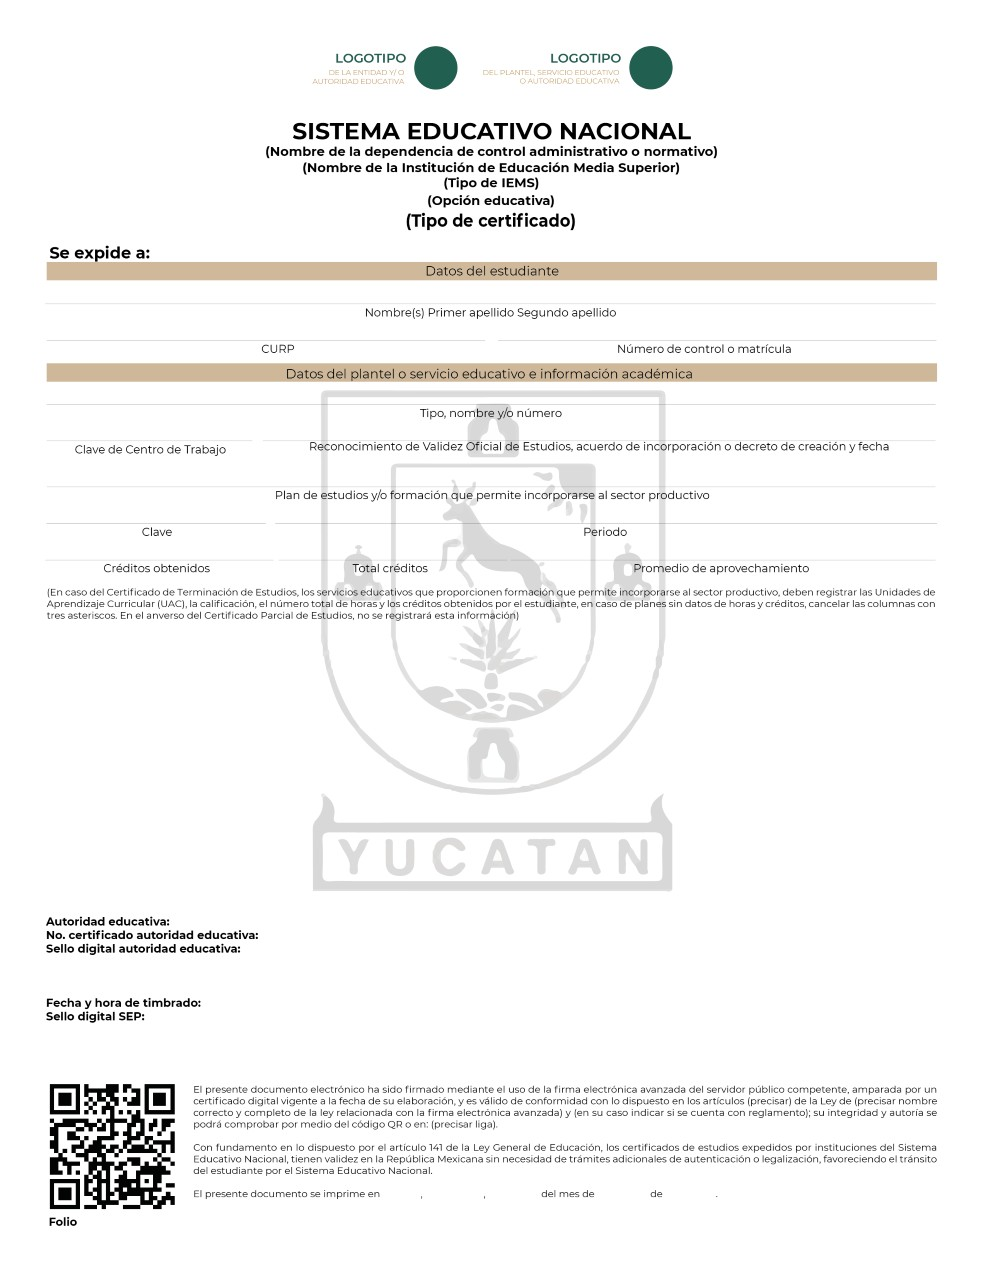 LOGOTIPO
DE LA ENTIDAD Y/ O
AUTORIDAD EDUCATIVA
LOGOTIPO
DEL PLANTEL, SERVICIO EDUCATIVO
O AUTORIDAD EDUCATIVA
SISTEMA EDUCATIVO NACIONAL
(Nombre de la dependencia de control administrativo o normativo)
(Nombre de la Institución de Educación Media Superior)
(Tipo de IEMS)
(Opción educativa)
(Tipo de certificado)
Se expide a:
Datos del estudiante
Nombre(s) Primer apellido Segundo apellido
CURP
Número de control o matrícula
Datos del plantel o servicio educativo e información académica
Tipo, nombre y/o número
Clave de Centro de Trabajo
Reconocimiento de Validez Oficial de Estudios, acuerdo de incorporación o decreto de creación y fecha
Plan de estudios y/o formación que permite incorporarse al sector productivo
Clave
Periodo
Créditos obtenidos
Total créditos
Promedio de aprovechamiento
(En caso del Certificado de Terminación de Estudios, los servicios educativos que proporcionen formación que permite incorporarse al sector productivo, deben registrar las Unidades de
Aprendizaje Curricular (UAC), la calificación, el número total de horas y los créditos obtenidos por el estudiante, en caso de planes sin datos de horas y créditos, cancelar las columnas con
tres asteriscos. En el anverso del Certificado Parcial de Estudios, no se registrará esta información)
YUCATAN
Autoridad educativa:
No. certificado autoridad educativa:
Sello digital autoridad educativa:
Fecha y hora de timbrado:
Sello digital SEP:
El presente documento electrónico ha sido firmado mediante el uso de la firma electrónica avanzada del servidor público competente, amparada por un
certificado digital vigente a la fecha de su elaboración, y es válido de conformidad con lo dispuesto en los artículos (precisar) de la Ley de (precisar nombre
correcto y completo de la ley relacionada con la firma electrónica avanzada) y (en su caso indicar si se cuenta con reglamento); su integridad y autoría se
podrá comprobar por medio del código QR o en: (precisar liga).
Con fundamento en lo dispuesto por el artículo 141 de la Ley General de Educación, los certificados de estudios expedidos por instituciones del Sistema
Educativo Nacional, tienen validez en la República Mexicana sin necesidad de trámites adicionales de autenticación o legalización, favoreciendo el tránsito
del estudiante por el Sistema Educativo Nacional.
El presente documento se imprime en , , del mes de de .
Folio